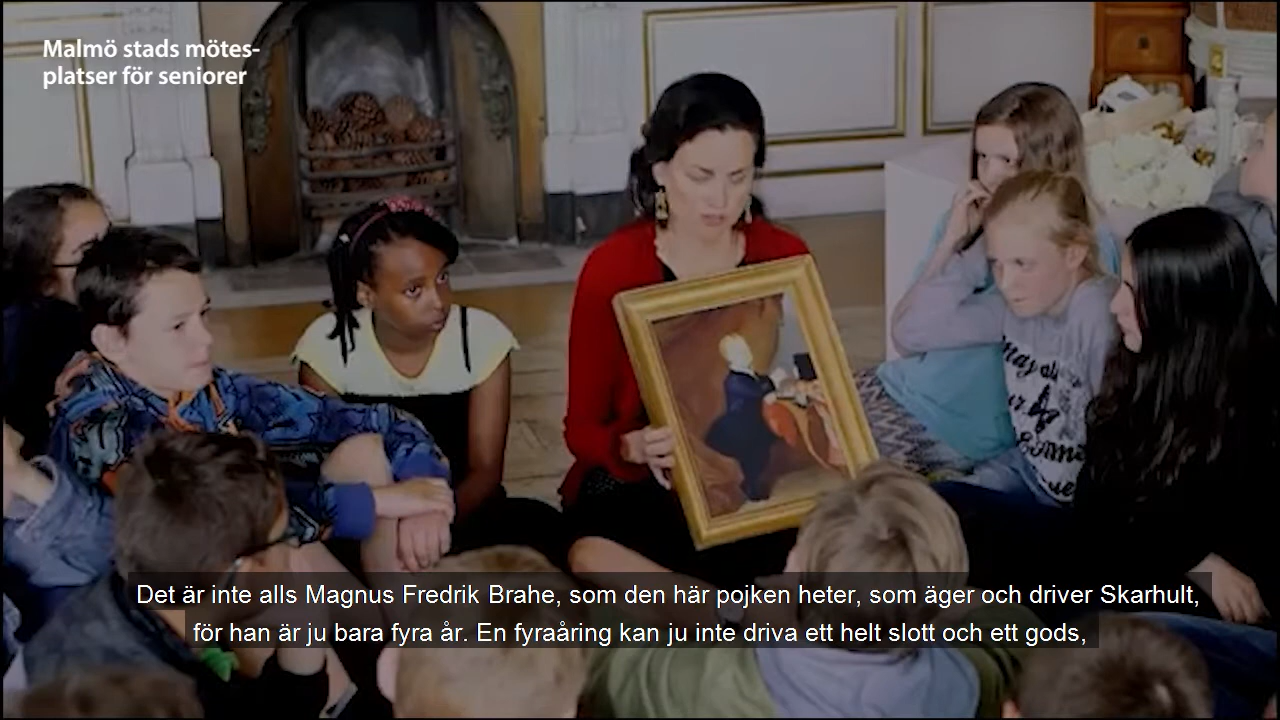 Malmö stads mötes-
platser för seniorer
Det är inte alls Magnus Fredrik Brahe, som den här pojken heter, som äger och driver Skarhult,
för han är ju bara fyra år. En fyraåring kan ju inte driva ett helt slott och ett gods,